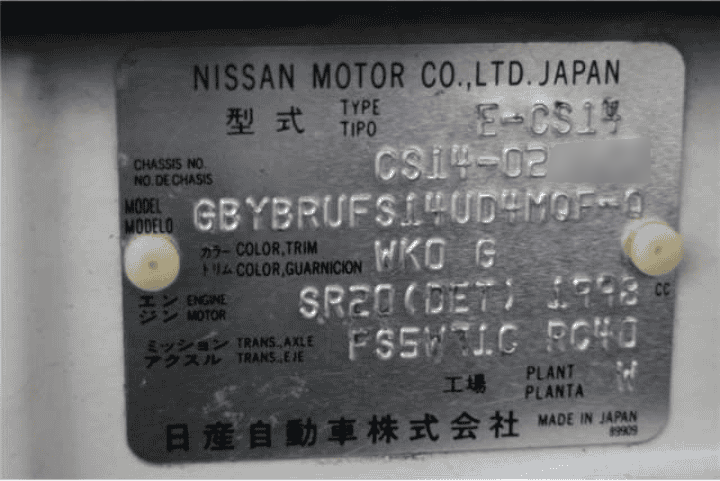 NISSAN MOTOR CO.,LTD. JAPAN
型式 TYPE TIPO E-CS14
CHASSIS NO. NO.DE CHASIS CS14-02
MODEL MODELO GBYBRUFS14UD4MQF-A
カラー COLOR,TRIM
トリム COLOR,GUARNICION WK0 G
エンジン ENGINE MOTOR SR20(DET) 1998 CC
ミッション TRANS.,AXLE
アクスル TRANS.,EJE FS5W71C RC40
工場 PLANT PLANTA W
日産自動車株式会社 MADE IN JAPAN
89909